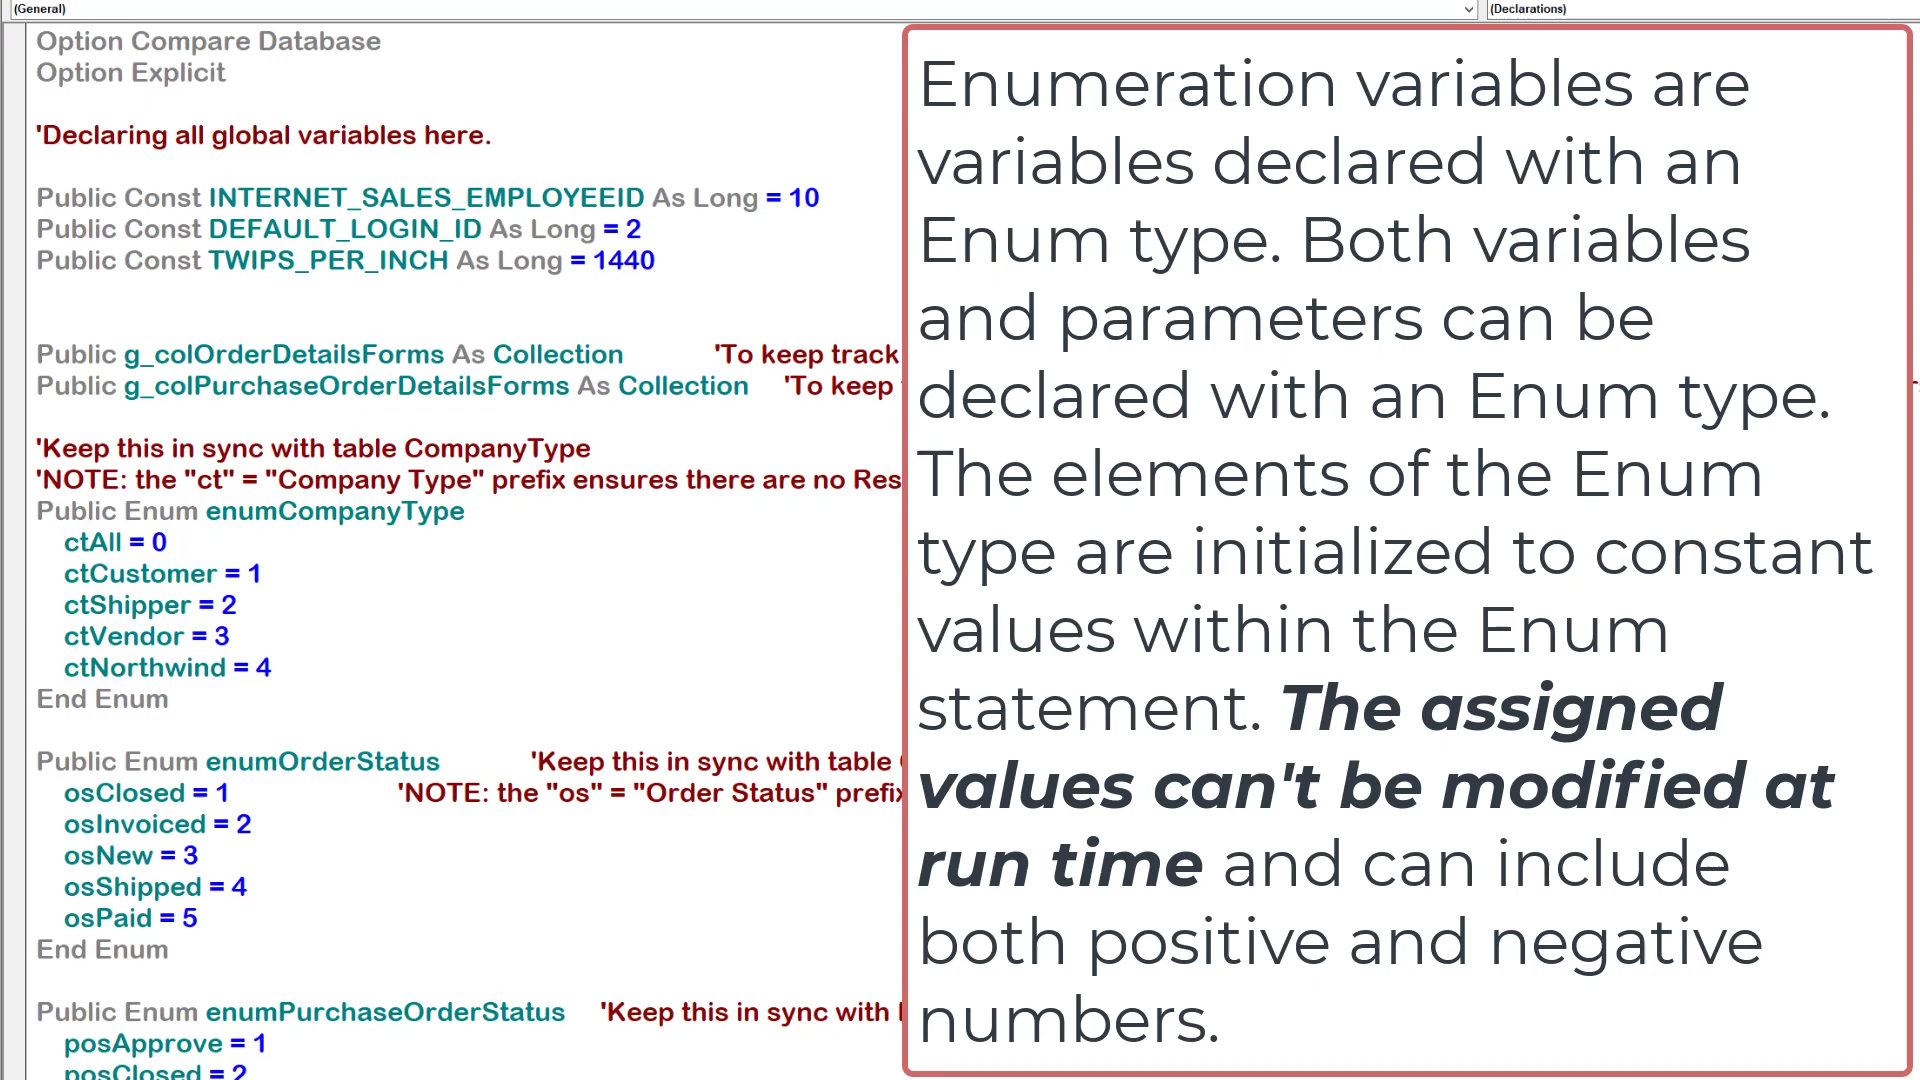 (General)
(Declarations)
Option Compare Database
Option Explicit
'Declaring all global variables here.
Public Const INTERNET_SALES_EMPLOYEEID As Long = 10
Public Const DEFAULT_LOGIN_ID As Long = 2
Public Const TWIPS_PER_INCH As Long = 1440
Public g_colOrderDetailsForms As Collection 'To keep track
Public g_colPurchaseOrderDetailsForms As Collection 'To keep
'Keep this in sync with table CompanyType
'NOTE: the "ct" = "Company Type" prefix ensures there are no Res
Public Enum enumCompanyType
ctAll = 0
ctCustomer = 1
ctShipper = 2
ctVendor = 3
ctNorthwind = 4
End Enum
Public Enum enumOrderStatus 'Keep this in sync with table
osClosed = 1 'NOTE: the "os" = "Order Status" prefix
osInvoiced = 2
osNew = 3
osShipped = 4
osPaid = 5
End Enum
Public Enum enumPurchaseOrderStatus 'Keep this in sync with
posApprove = 1
posClosed = 2
Enumeration variables are
variables declared with an
Enum type. Both variables
and parameters can be
declared with an Enum type.
The elements of the Enum
type are initialized to constant
values within the Enum
statement. The assigned
values can't be modified at
run time and can include
both positive and negative
numbers.